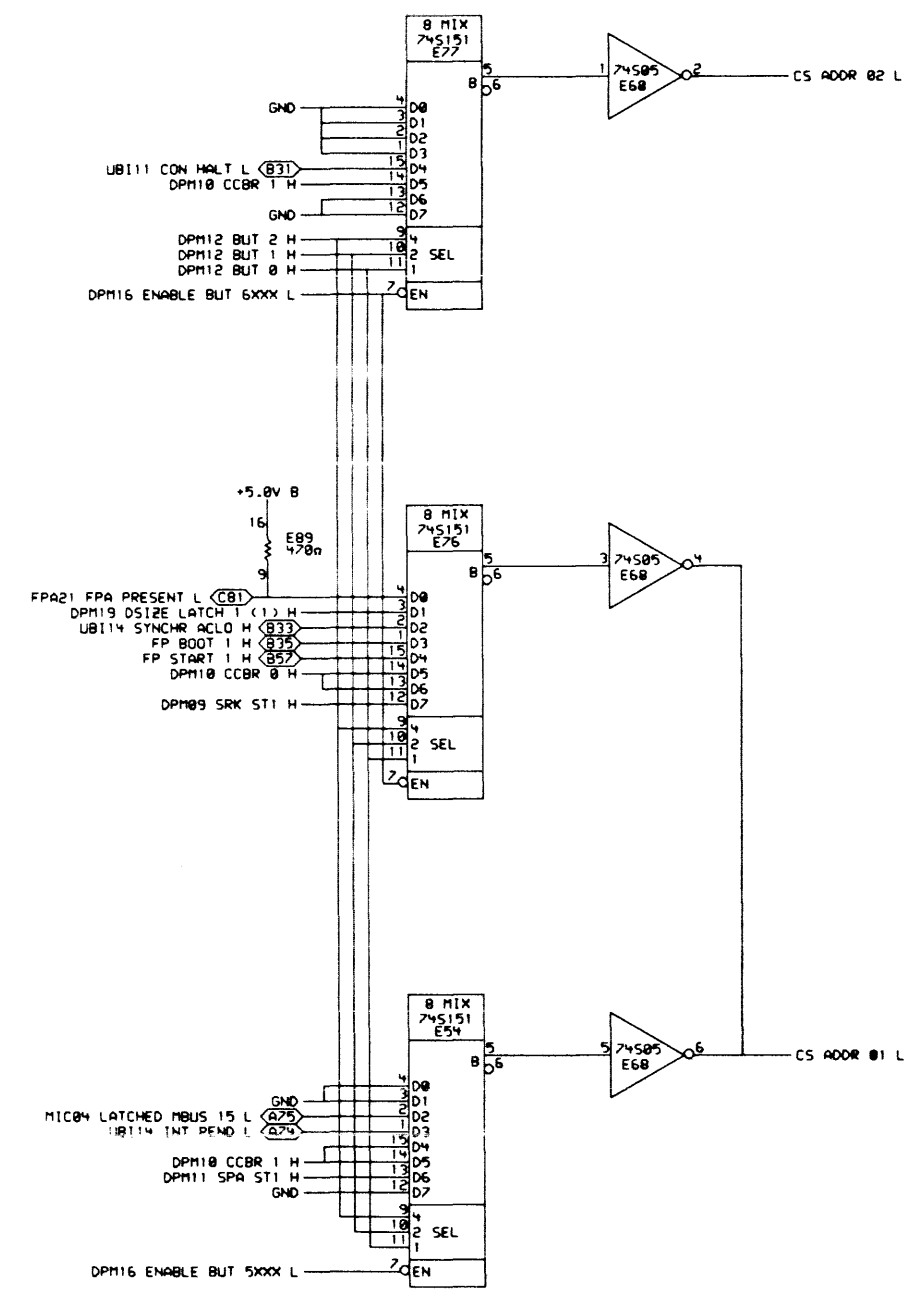 8 MIX
74S151
E77
B 5 6
1 74S05 2
E68
CS ADDR 02 L
GND 4 D0
3 D1
2 D2
1 D3
UBI11 CON HALT L B31 15 D4
DPM10 CCBR 1 H 14 D5
13 D6
GND 12 D7
DPM12 BUT 2 H 9 4
DPM12 BUT 1 H 10 2 SEL
DPM12 BUT 0 H 11 1
DPM16 ENABLE BUT 6XXX L 7 EN
+5.0V B
16
E89
470Ω
9
8 MIX
74S151
E76
B 5 6
3 74S05 4
E68
FPA21 FPA PRESENT L C81 4 D0
DPM19 DSIZE LATCH 1 (1) H 3 D1
UBI14 SYNCHR ACLO H B33 2 D2
FP BOOT 1 H B35 1 D3
FP START 1 H B57 15 D4
DPM10 CCBR 0 H 14 D5
13 D6
DPM09 SRK ST1 H 12 D7
9 4
10 2 SEL
11 1
7 EN
8 MIX
74S151
E54
B 5 6
5 74S05 6
E68
CS ADDR 01 L
4 D0
GND 3 D1
MIC04 LATCHED MBUS 15 L A75 2 D2
UBI14 INT PEND L A74 1 D3
15 D4
DPM10 CCBR 1 H 14 D5
DPM11 SPA ST1 H 13 D6
GND 12 D7
9 4
10 2 SEL
11 1
DPM16 ENABLE BUT 5XXX L 7 EN